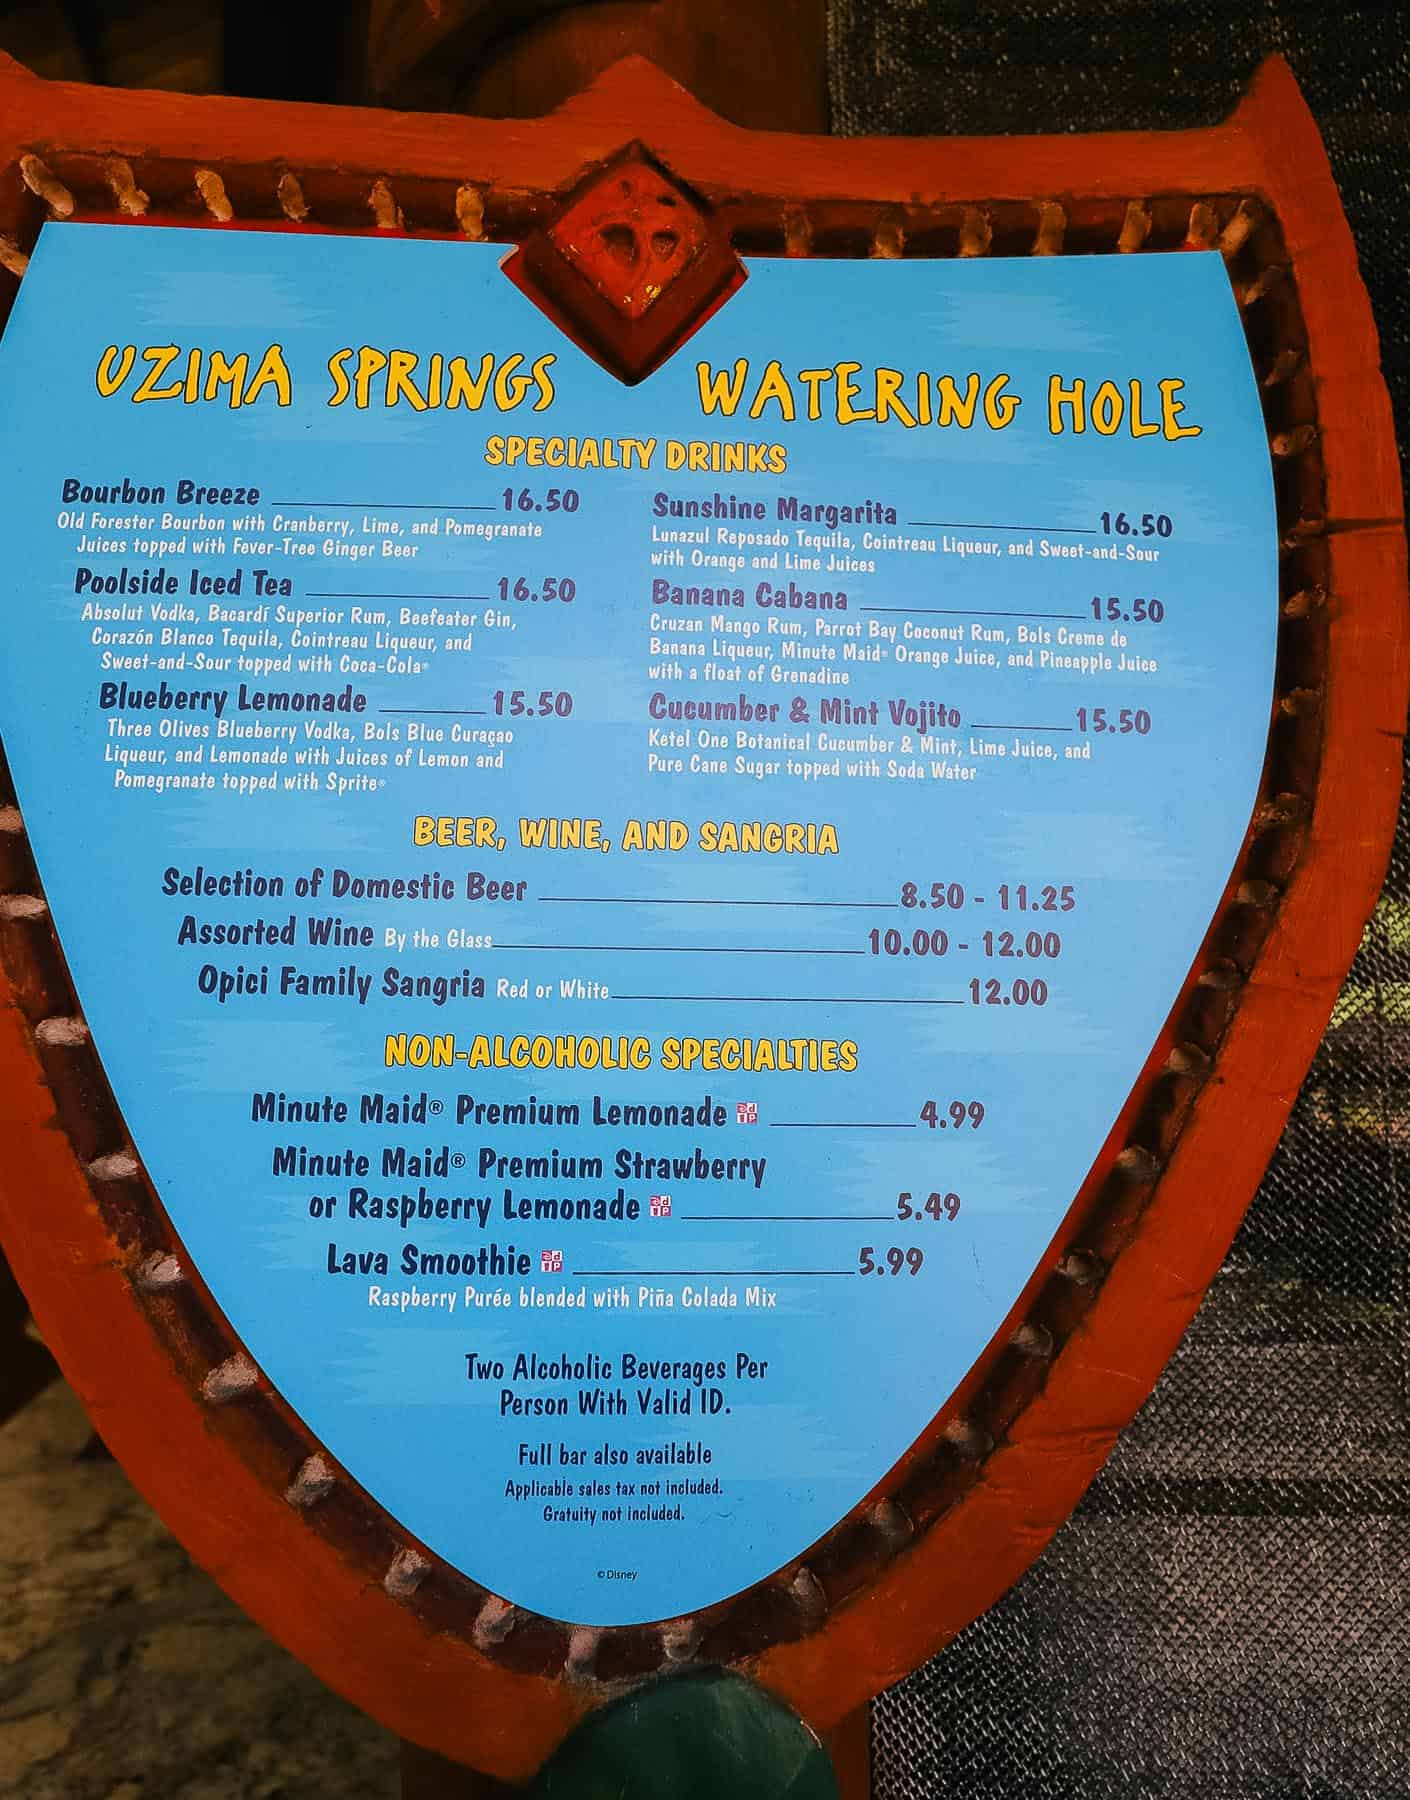 UZIMA SPRINGS WATERING HOLE
SPECIALTY DRINKS
Bourbon Breeze 16.50
Old Forester Bourbon with Cranberry, Lime, and Pomegranate
Juices topped with Fever-Tree Ginger Beer
Poolside Iced Tea 16.50
Absolut Vodka, Bacardí Superior Rum, Beefeater Gin,
Corazón Blanco Tequila, Cointreau Liqueur, and
Sweet-and-Sour topped with Coca-Cola®
Blueberry Lemonade 15.50
Three Olives Blueberry Vodka, Bols Blue Curaçao
Liqueur, and Lemonade with Juices of Lemon and
Pomegranate topped with Sprite®
Sunshine Margarita 16.50
Lunazul Reposado Tequila, Cointreau Liqueur, and Sweet-and-Sour
with Orange and Lime Juices
Banana Cabana 15.50
Cruzan Mango Rum, Parrot Bay Coconut Rum, Bols Creme de
Banana Liqueur, Minute Maid® Orange Juice, and Pineapple Juice
with a float of Grenadine
Cucumber & Mint Vojito 15.50
Ketel One Botanical Cucumber & Mint, Lime Juice, and
Pure Cane Sugar topped with Soda Water
BEER, WINE, AND SANGRIA
Selection of Domestic Beer 8.50 - 11.25
Assorted Wine By the Glass 10.00 - 12.00
Opici Family Sangria Red or White 12.00
NON-ALCOHOLIC SPECIALTIES
Minute Maid® Premium Lemonade 4.99
Minute Maid® Premium Strawberry
or Raspberry Lemonade 5.49
Lava Smoothie 5.99
Raspberry Purée blended with Piña Colada Mix
Two Alcoholic Beverages Per
Person With Valid ID.
Full bar also available
Applicable sales tax not included.
Gratuity not included.
© Disney